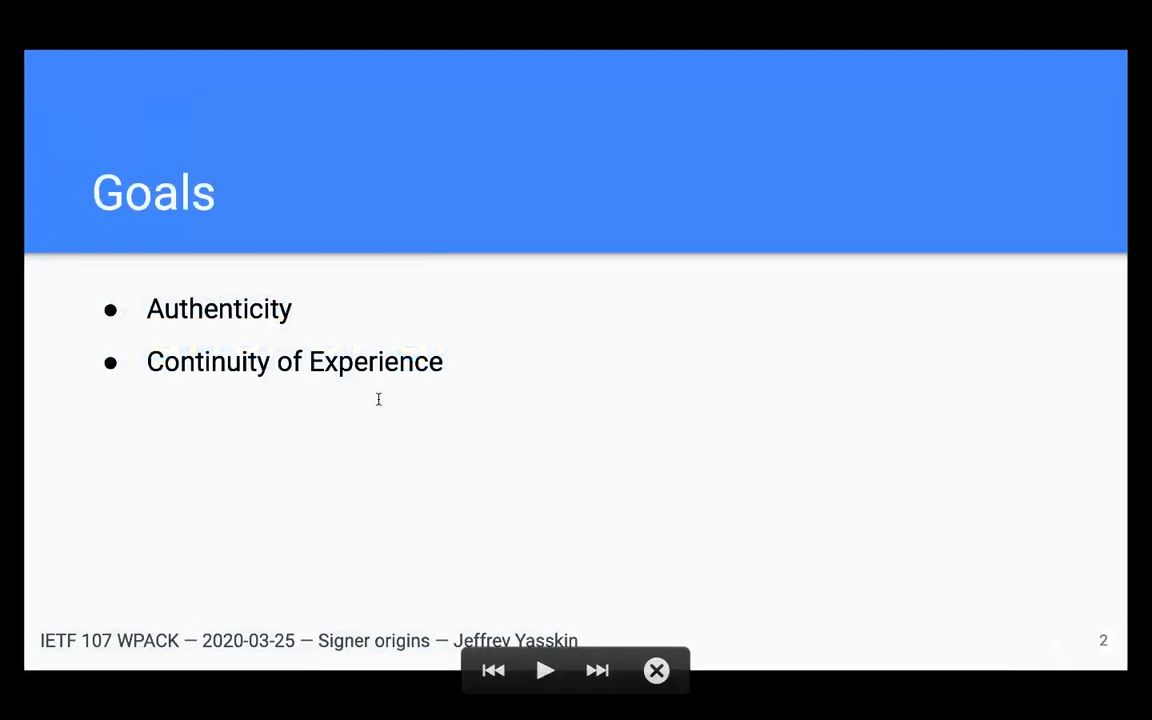 Goals
● Authenticity
● Continuity of Experience
IETF 107 WPACK — 2020-03-25 — Signer origins — Jeffrey Yasskin
2